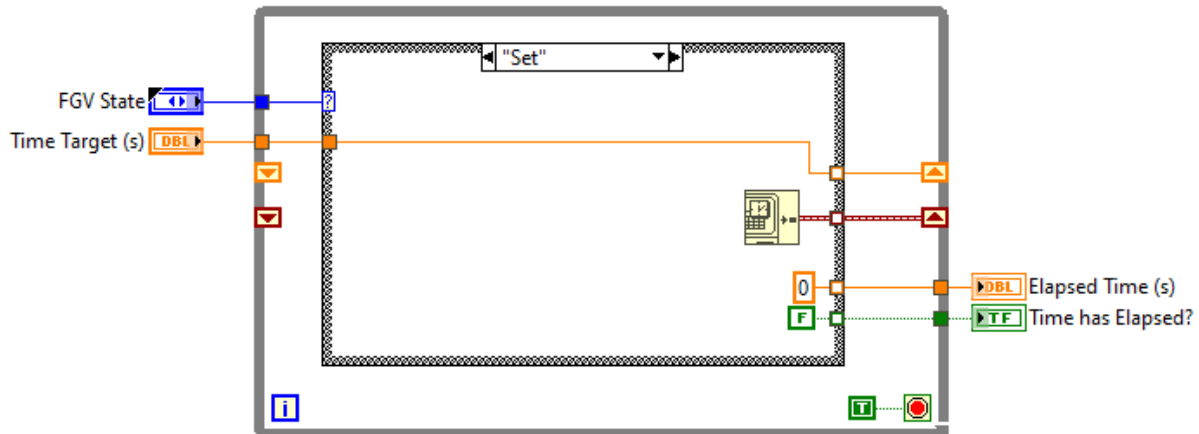 "Set"
FGV State
?
Time Target (s)
DBL
0
DBL
Elapsed Time (s)
F
TF
Time has Elapsed?
i
T